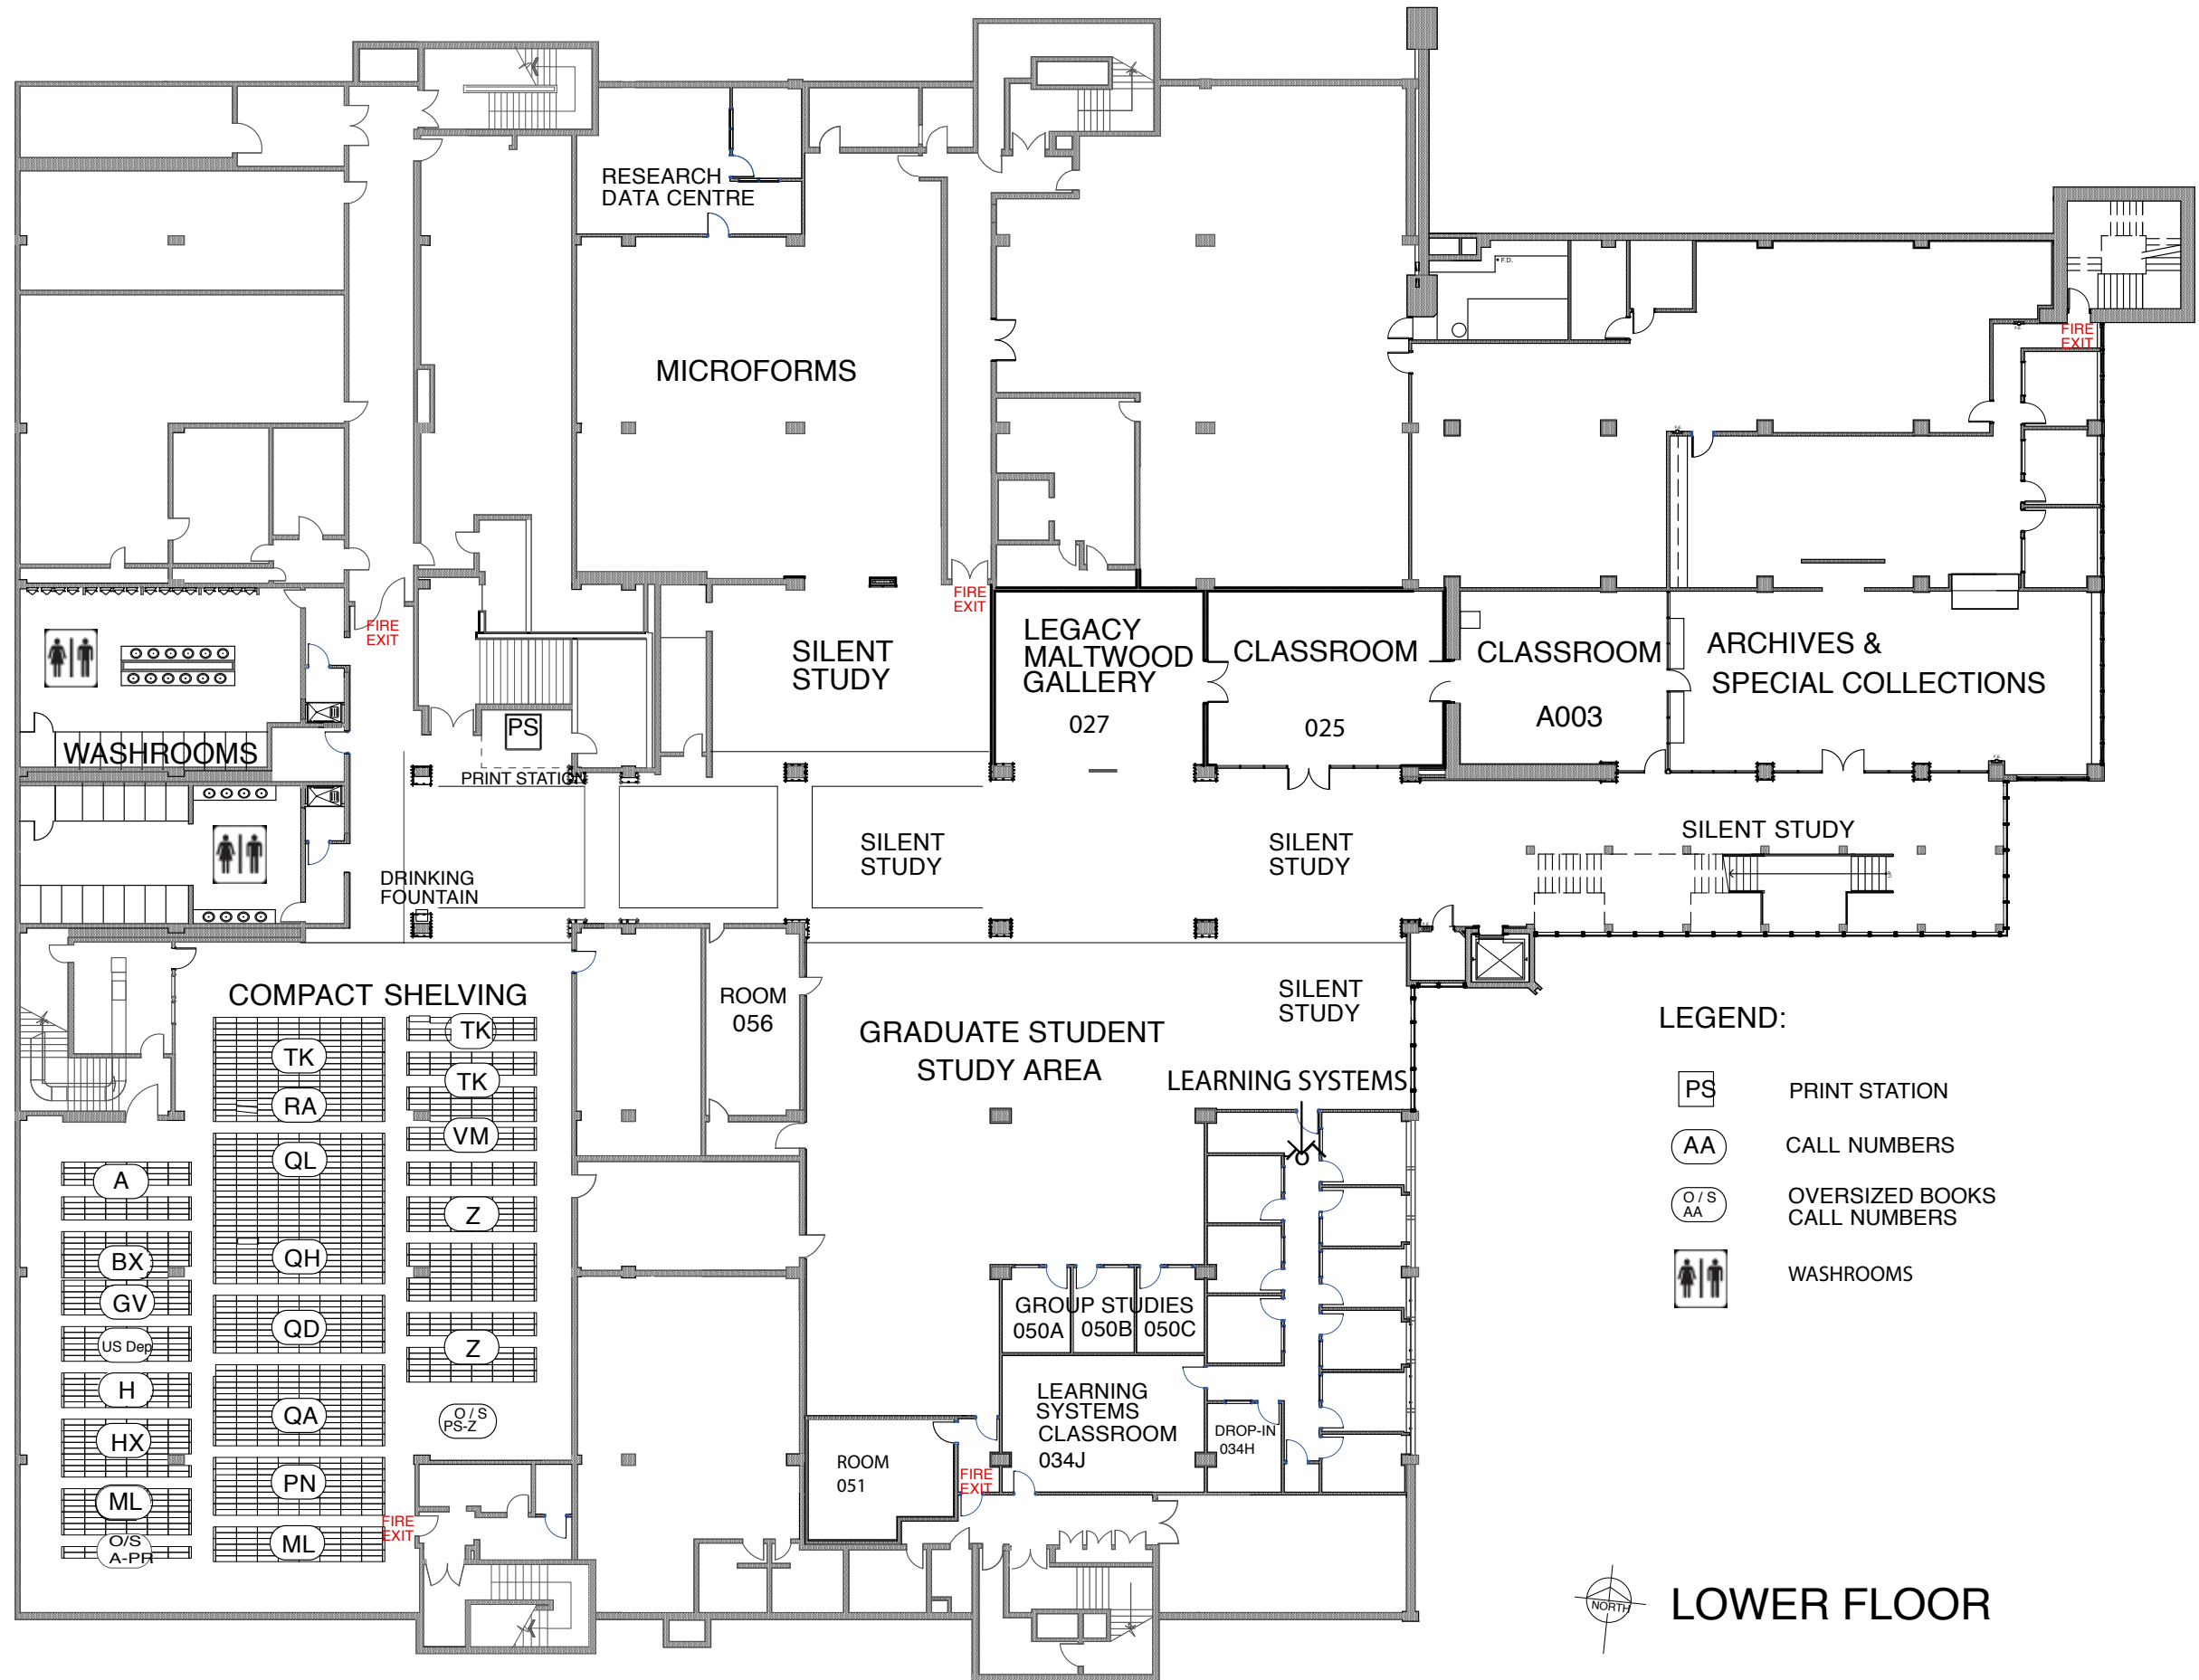 RESEARCH
DATA CENTRE
F.D.
FIRE
EXIT
MICROFORMS
FIRE
EXIT
FIRE
EXIT
SILENT
STUDY
LEGACY
MALTWOOD
GALLERY
027
CLASSROOM
025
CLASSROOM
A003
ARCHIVES &
SPECIAL COLLECTIONS
WASHROOMS
PS
PRINT STATION
SILENT
STUDY
SILENT
STUDY
SILENT STUDY
DRINKING
FOUNTAIN
COMPACT SHELVING
ROOM
056
SILENT
STUDY
GRADUATE STUDENT
STUDY AREA
LEARNING SYSTEMS
TK
TK
TK
RA
VM
QL
A
Z
QH
BX
GV
QD
US Dep
Z
H
QA
O / S
PS-Z
HX
PN
ML
ML
O/S
A-PR
FIRE
EXIT
GROUP STUDIES
050A
050B
050C
LEARNING
SYSTEMS
CLASSROOM
034J
DROP-IN
034H
ROOM
051
FIRE
EXIT
LEGEND:
PS PRINT STATION
AA CALL NUMBERS
O / S
AA
OVERSIZED BOOKS
CALL NUMBERS
WASHROOMS
NORTH
LOWER FLOOR